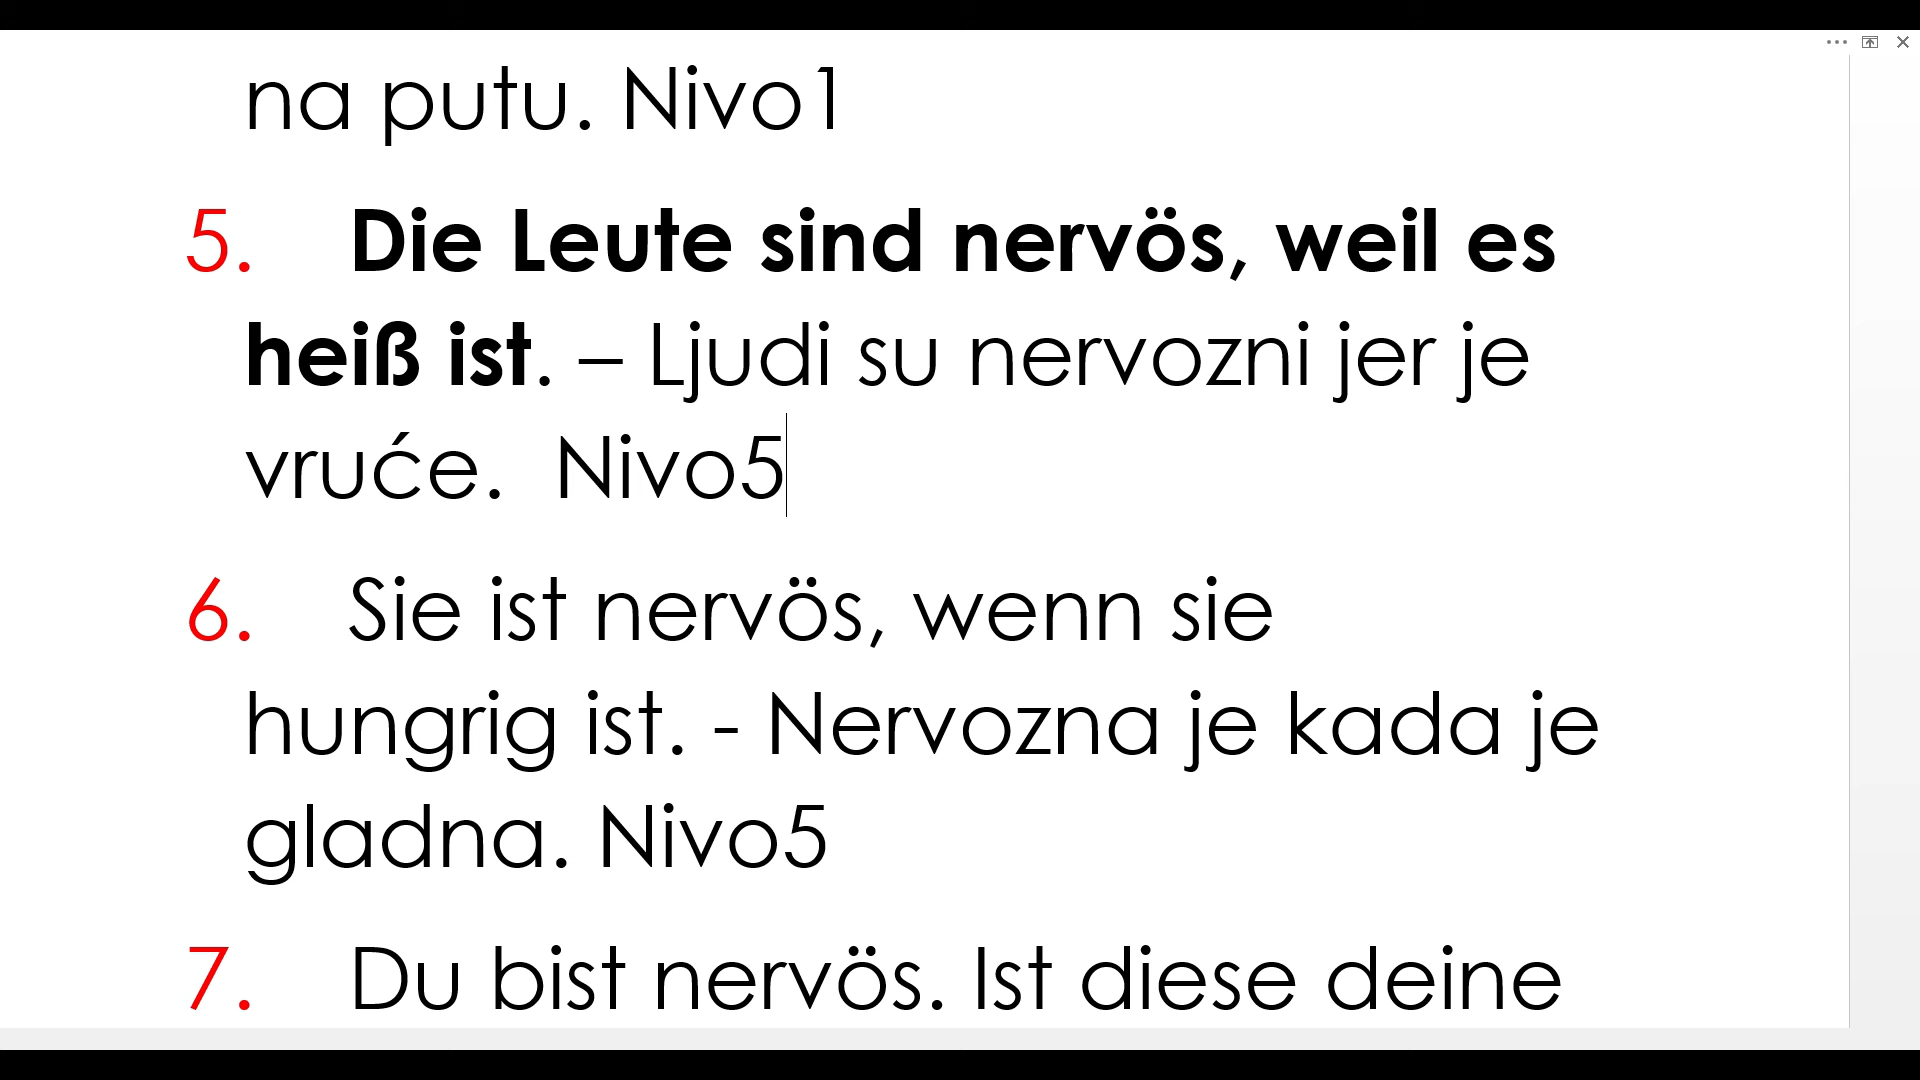 na putu. Nivo1
5. Die Leute sind nervös, weil es
heiß ist. – Ljudi su nervozni jer je
vruće.  Nivo5
6. Sie ist nervös, wenn sie
hungrig ist. - Nervozna je kada je
gladna. Nivo5
7. Du bist nervös. Ist diese deine